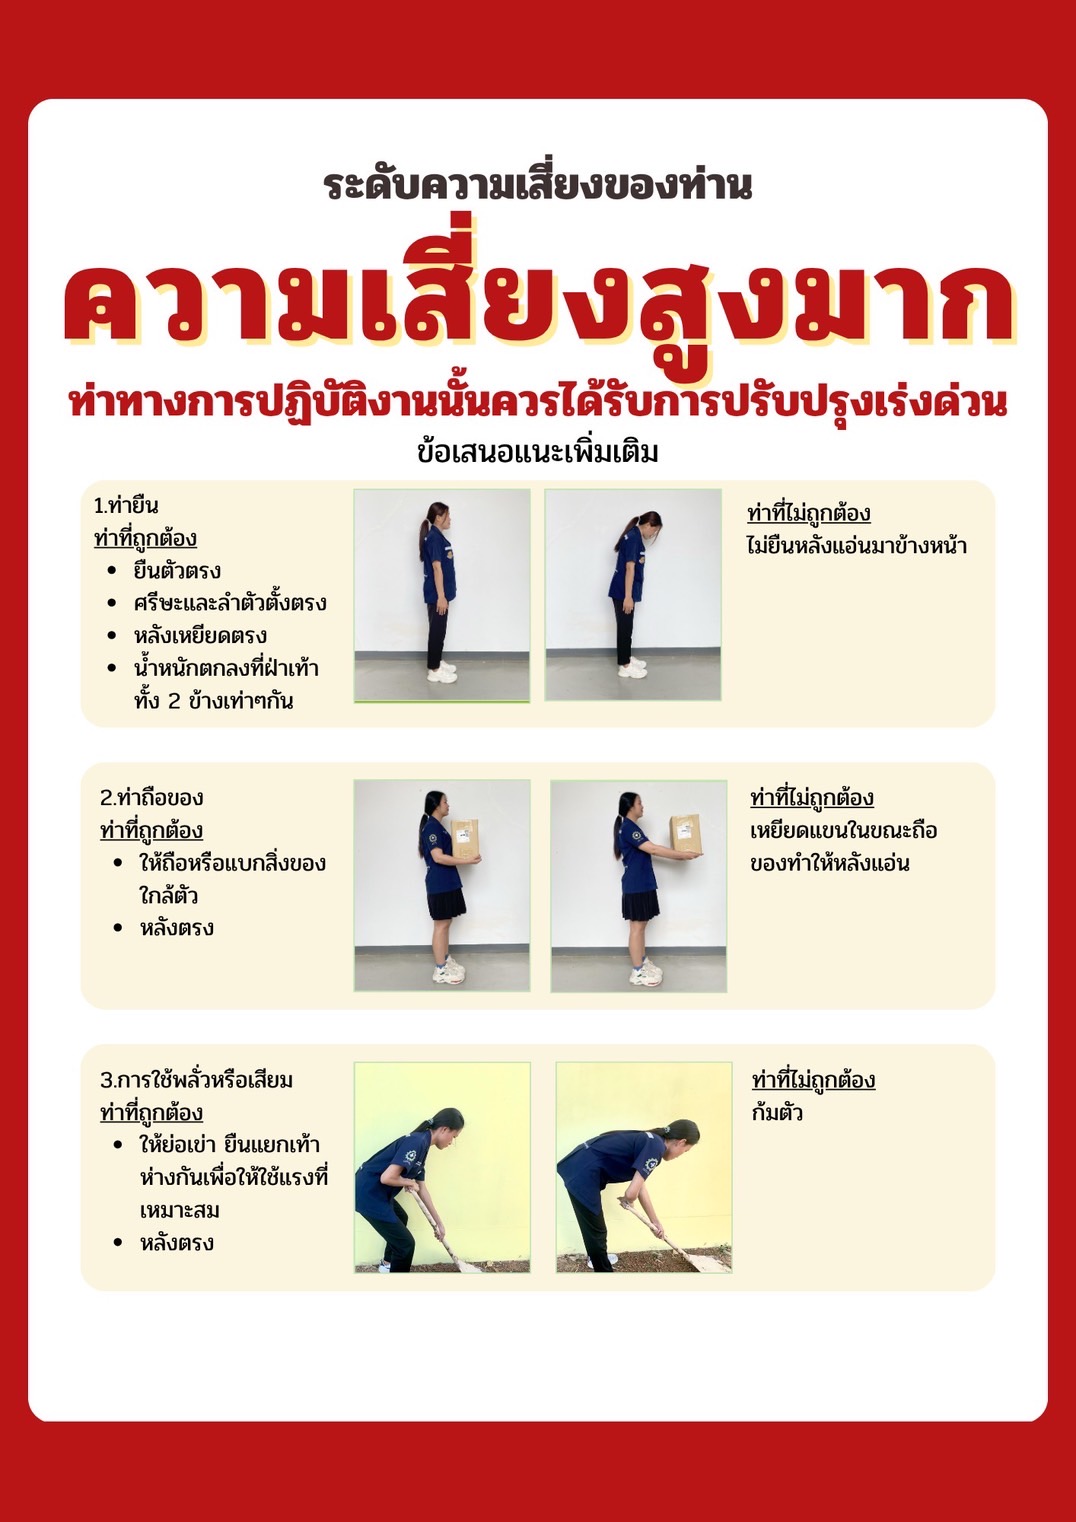 ระดับความเสี่ยงของท่าน
ความเสี่ยงสูงมาก
ท่าทางการปฏิบัติงานนั้นควรได้รับการปรับปรุงเร่งด่วน
ข้อเสนอแนะเพิ่มเติม
1.ท่ายืน
ท่าที่ถูกต้อง
• ยืนตัวตรง
• ศรีษะและลำตัวตั้งตรง
• หลังเหยียดตรง
• น้ำหนักตกลงที่ฝ่าเท้า
ทั้ง 2 ข้างเท่าๆกัน
ท่าที่ไม่ถูกต้อง
ไม่ยืนหลังแอ่นมาข้างหน้า
2.ท่าถือของ
ท่าที่ถูกต้อง
• ให้ถือหรือแบกสิ่งของ
ใกล้ตัว
• หลังตรง
ท่าที่ไม่ถูกต้อง
เหยียดแขนในขณะถือ
ของทำให้หลังแอ่น
3.การใช้พลั่วหรือเสียม
ท่าที่ถูกต้อง
• ให้ย่อเข่า ยืนแยกเท้า
ห่างกันเพื่อให้ใช้แรงที่
เหมาะสม
• หลังตรง
ท่าที่ไม่ถูกต้อง
ก้มตัว